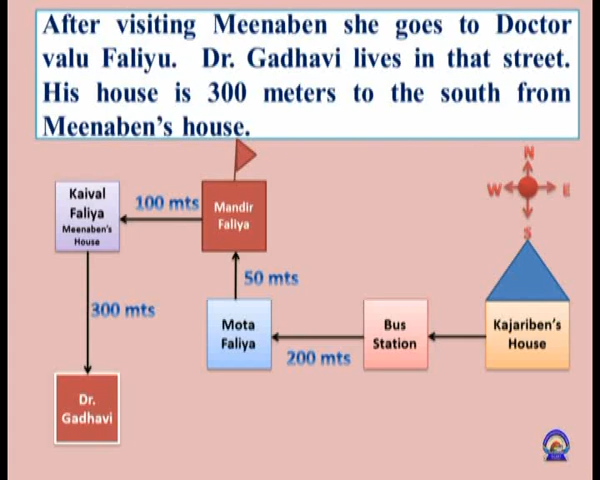 After visiting Meenaben she goes to Doctor
valu Faliyu. Dr. Gadhavi lives in that street.
His house is 300 meters to the south from
Meenaben's house.
N
W
E
S
Kaival
Faliya
Meenaben's
House
100 mts
Mandir
Faliya
50 mts
300 mts
Mota
Faliya
200 mts
Bus
Station
Kajariben's
House
Dr.
Gadhavi